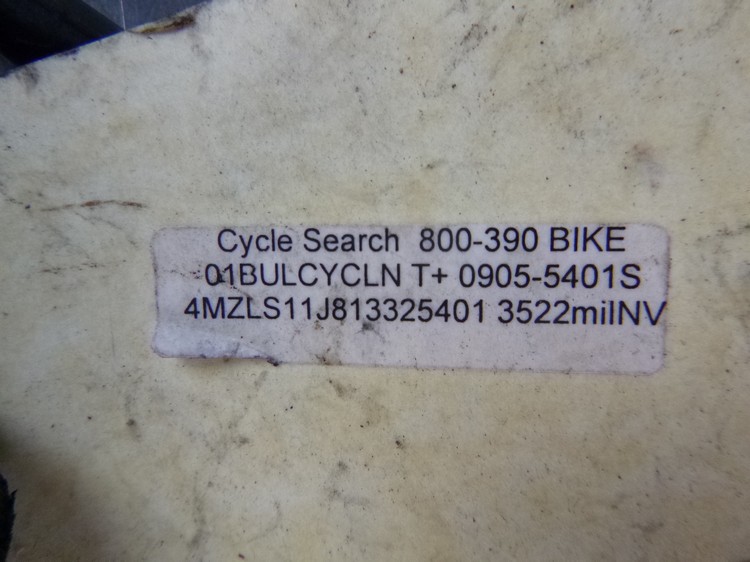 Cycle Search 800-390 BIKE
01BULCYCLN T+ 0905-5401S
4MZLS11J813325401 3522milNV